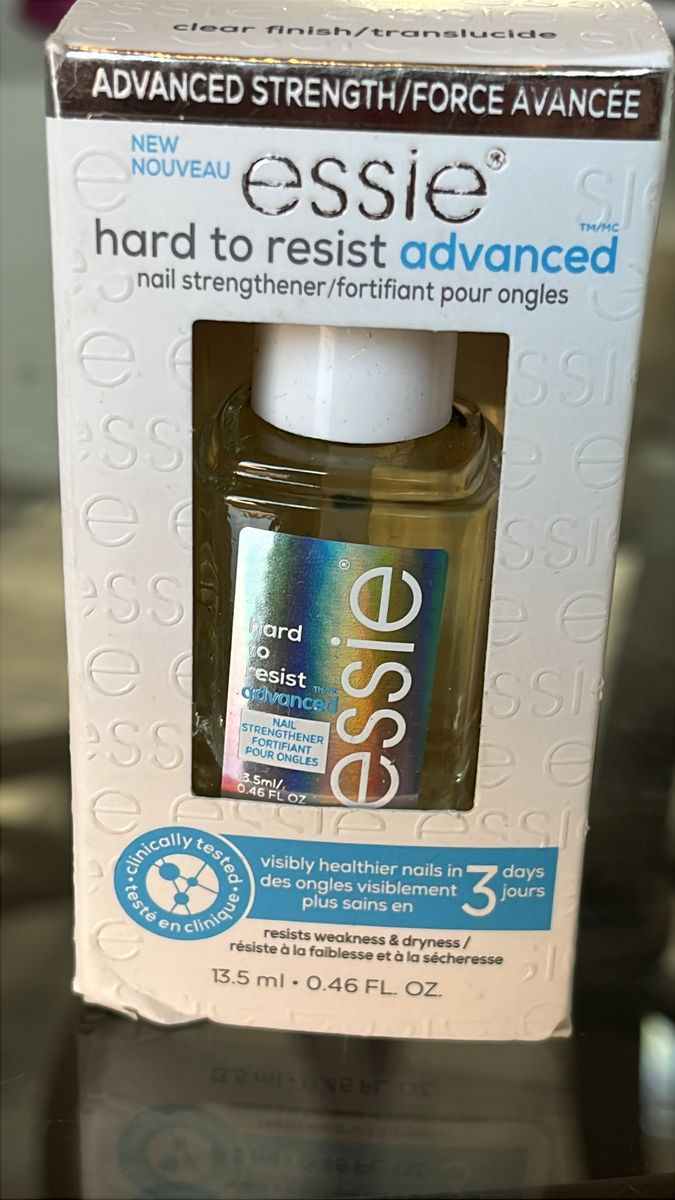 clear finish/translucide
ADVANCED STRENGTH/FORCE AVANCÉE
NEW
NOUVEAU
essie®
hard to resist advanced TM/MC
nail strengthener/fortifiant pour ongles
hard
to
resist
advanced
essie®
NAIL
STRENGTHENER
FORTIFIANT
POUR ONGLES
13.5ml/
0.46 FL OZ
clinically tested
testé en clinique
visibly healthier nails in 3 days
des ongles visiblement plus sains en 3 jours
resists weakness & dryness /
résiste à la faiblesse et à la sécheresse
13.5 ml • 0.46 FL. OZ.